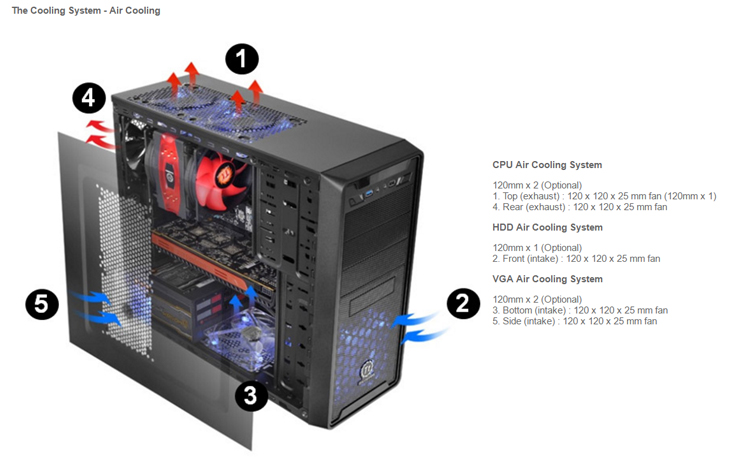 The Cooling System - Air Cooling
1
4
5
2
3
CPU Air Cooling System
120mm x 2 (Optional)
1. Top (exhaust) : 120 x 120 x 25 mm fan (120mm x 1)
4. Rear (exhaust) : 120 x 120 x 25 mm fan
HDD Air Cooling System
120mm x 1 (Optional)
2. Front (intake) : 120 x 120 x 25 mm fan
VGA Air Cooling System
120mm x 2 (Optional)
3. Bottom (intake) : 120 x 120 x 25 mm fan
5. Side (intake) : 120 x 120 x 25 mm fan